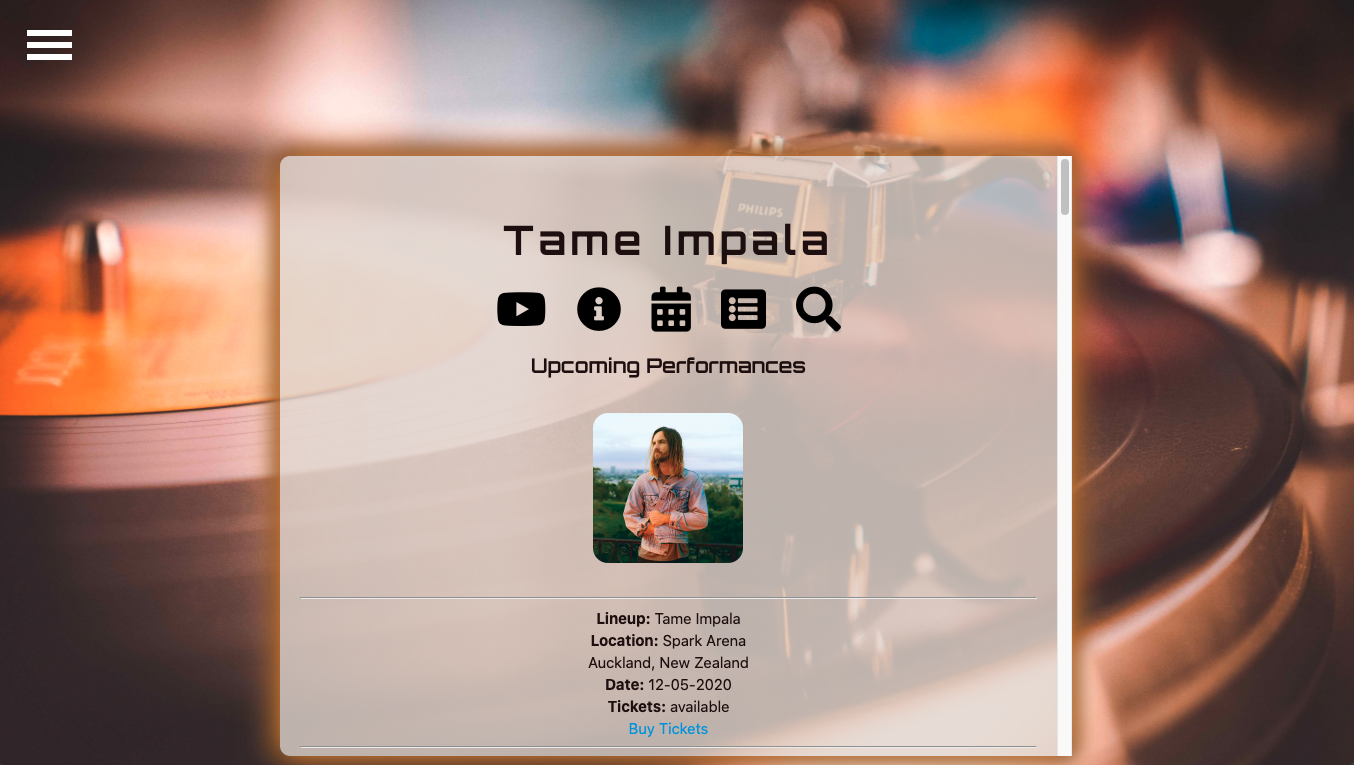 PHILIPS
Tame Impala
Upcoming Performances
Lineup: Tame Impala
Location: Spark Arena
Auckland, New Zealand
Date: 12-05-2020
Tickets: available
Buy Tickets